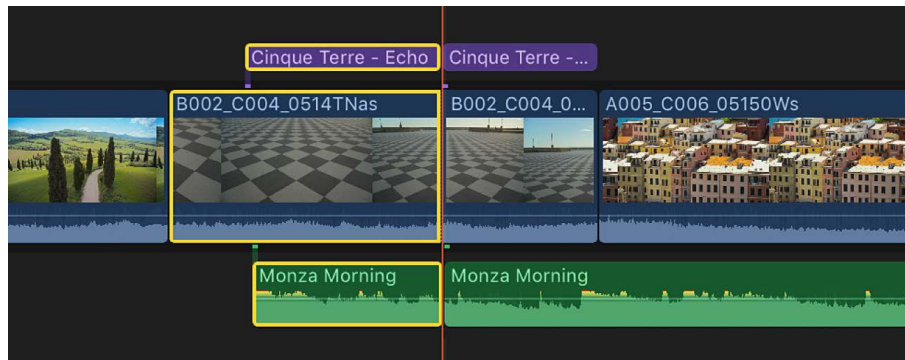 Cinque Terre - Echo
Cinque Terre -...
B002_C004_0514TNas
B002_C004_0...
A005_C006_05150Ws
Monza Morning
Monza Morning